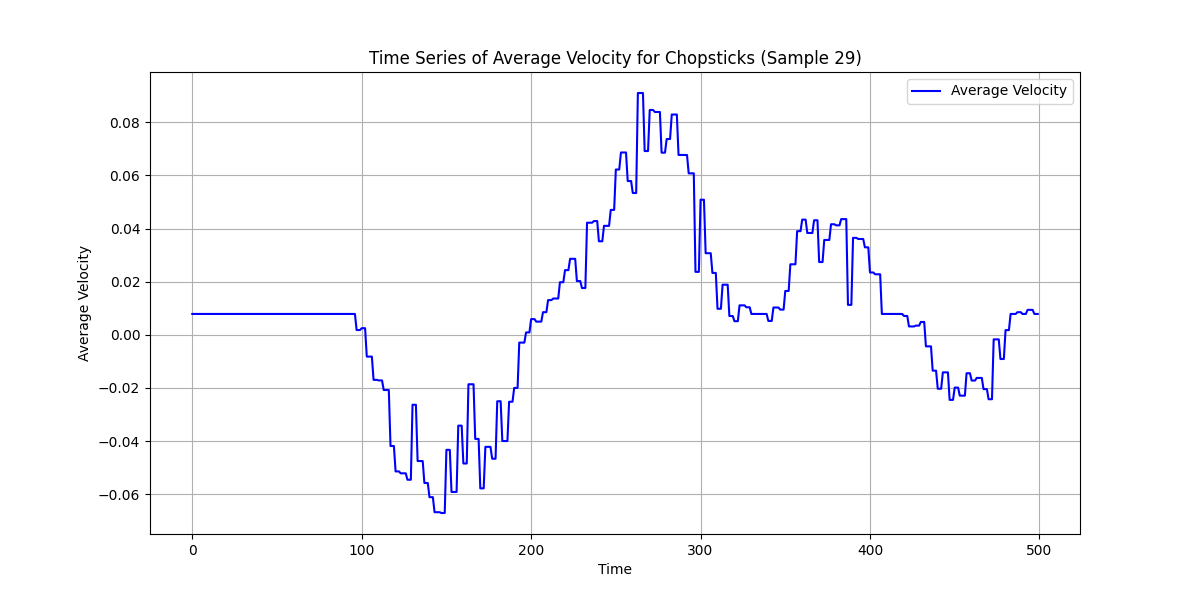 Time Series of Average Velocity for Chopsticks (Sample 29)
Average Velocity
0.08
0.06
0.04
0.02
0.00
−0.02
−0.04
−0.06
Average Velocity
0 100 200 300 400 500
Time